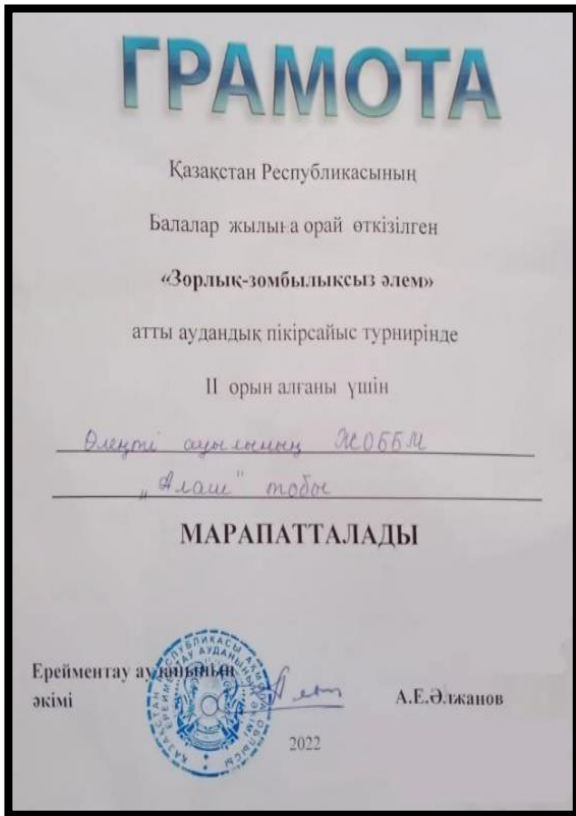 ГРАМОТА
Қазақстан Республикасының
Балалар жылына орай өткізілген
«Зорлық-зомбылықсыз әлем»
атты аудандық пікірсайыс турнирінде
II орын алғаны үшін
Өлеңті ауылының ЖОББМ
„Алаш" тобы
МАРАПАТТАЛАДЫ
Ерейментау ауданының
әкімі
А.Е.Әлжанов
2022